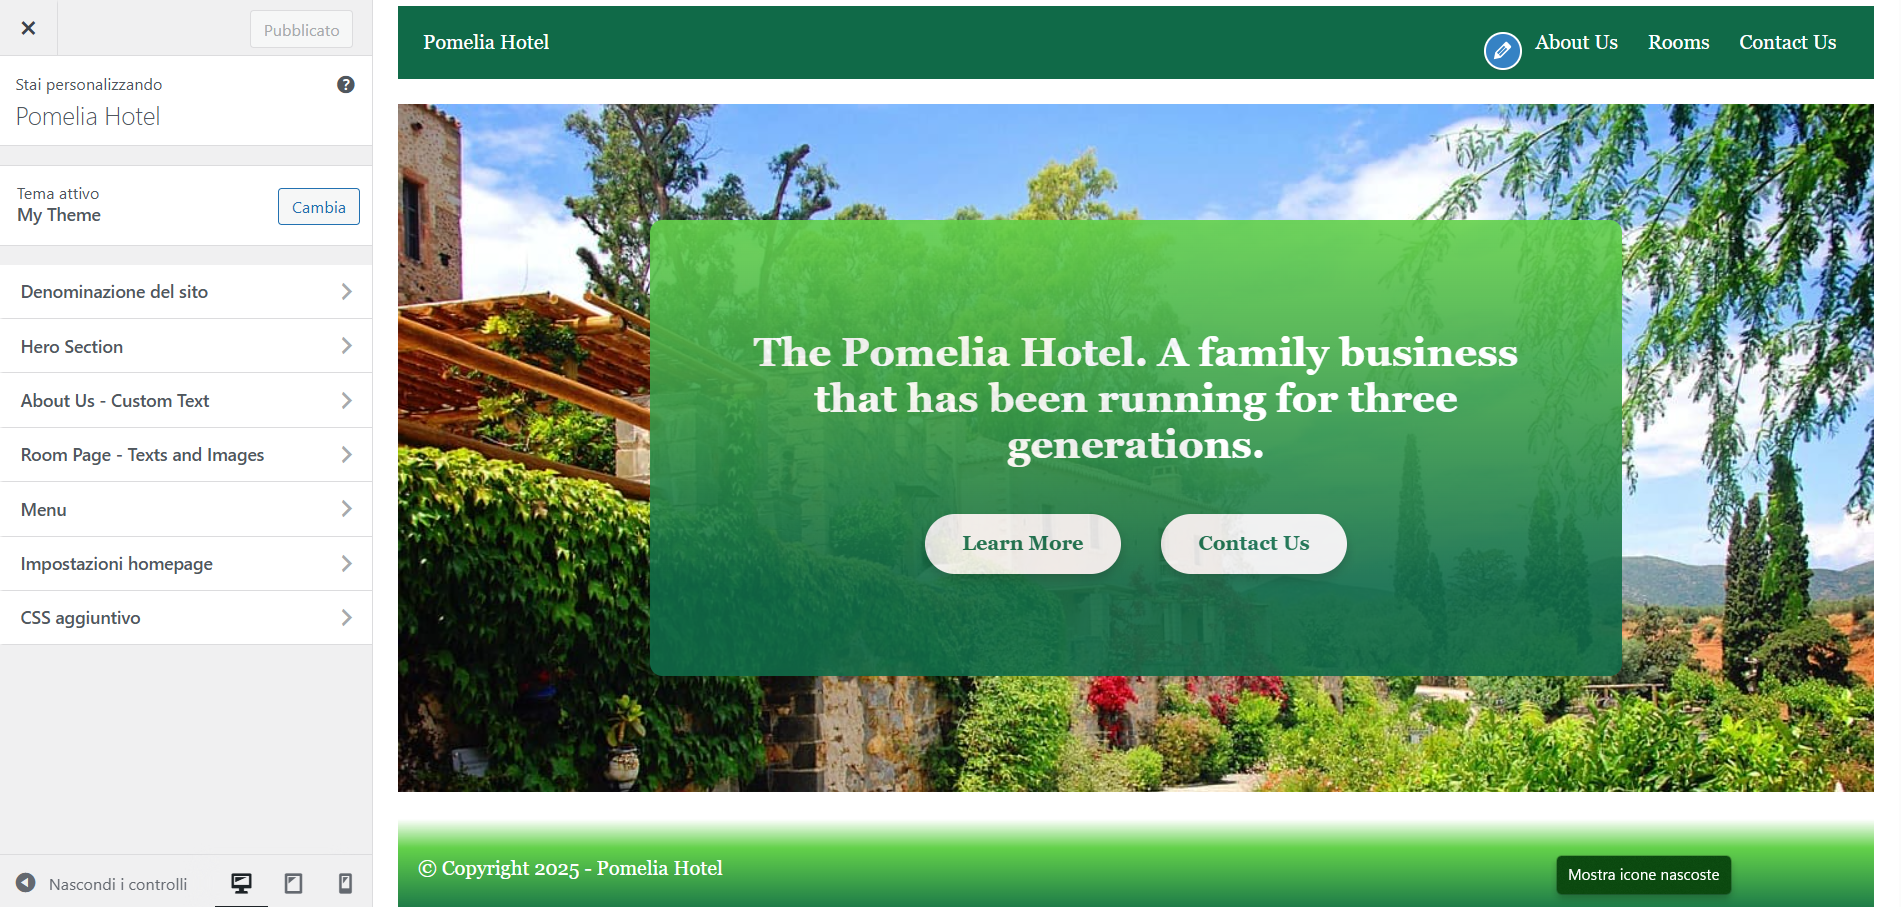 Pubblicato
Stai personalizzando
Pomelia Hotel
Tema attivo
My Theme
Cambia
Denominazione del sito
Hero Section
About Us - Custom Text
Room Page - Texts and Images
Menu
Impostazioni homepage
CSS aggiuntivo
Nascondi i controlli
Pomelia Hotel
About Us
Rooms
Contact Us
The Pomelia Hotel. A family business
that has been running for three
generations.
Learn More
Contact Us
© Copyright 2025 - Pomelia Hotel
Mostra icone nascoste